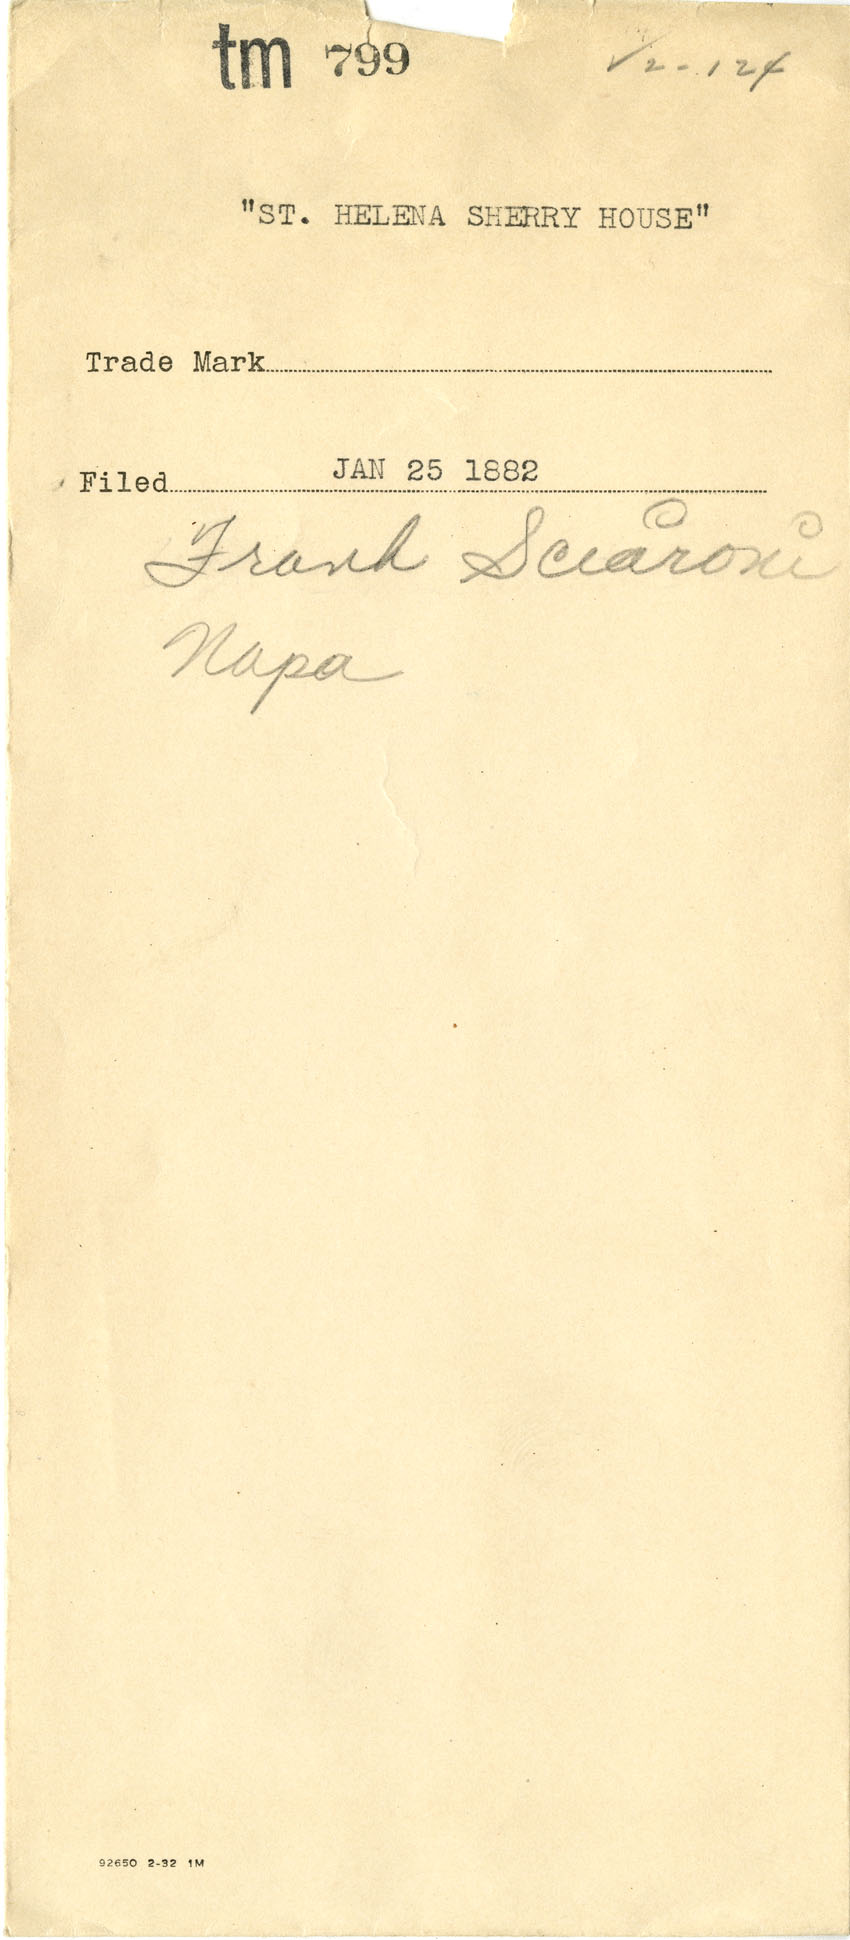 tm 799 V2-124
"ST. HELENA SHERRY HOUSE"
Trade Mark
Filed JAN 25 1882
Frank Sciaroni
Napa
92650 2-32 1M